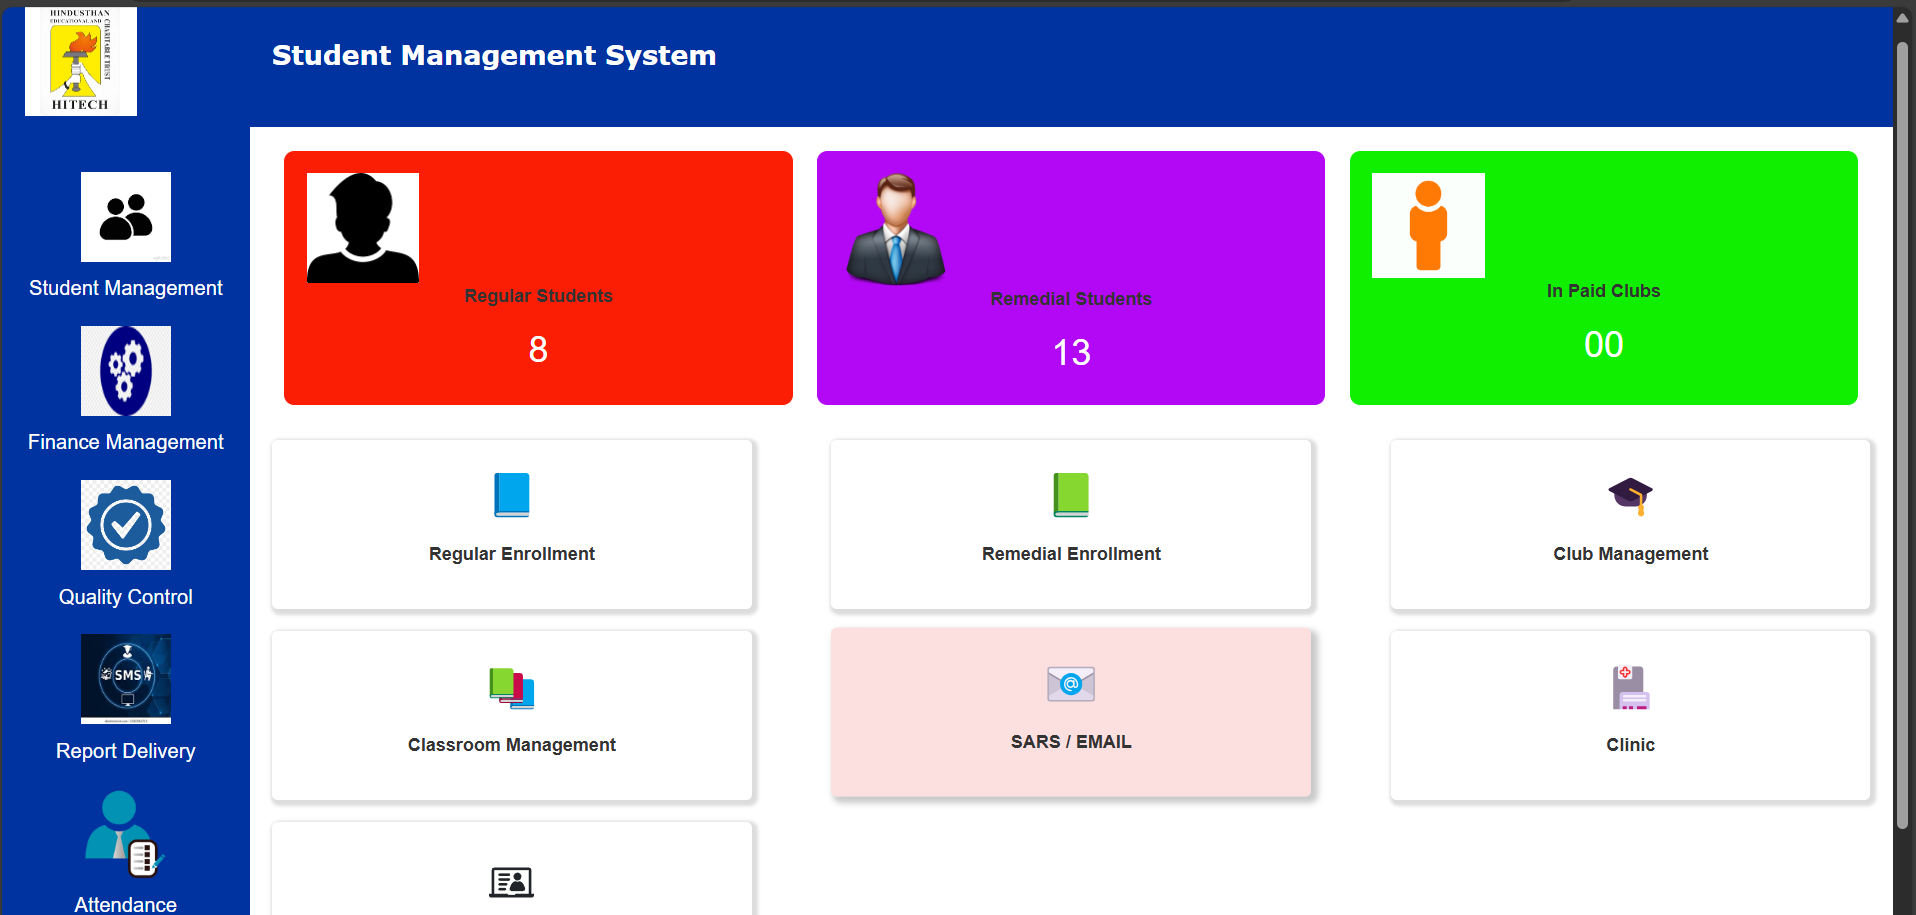 HINDUSTHAN
EDUCATIONAL AND
CHARITABLE TRUST
HITECH
Student Management System
Student Management
Finance Management
Quality Control
SMS
Report Delivery
Attendance
Regular Students
8
Remedial Students
13
In Paid Clubs
00
Regular Enrollment
Remedial Enrollment
Club Management
Classroom Management
@
SARS / EMAIL
Clinic